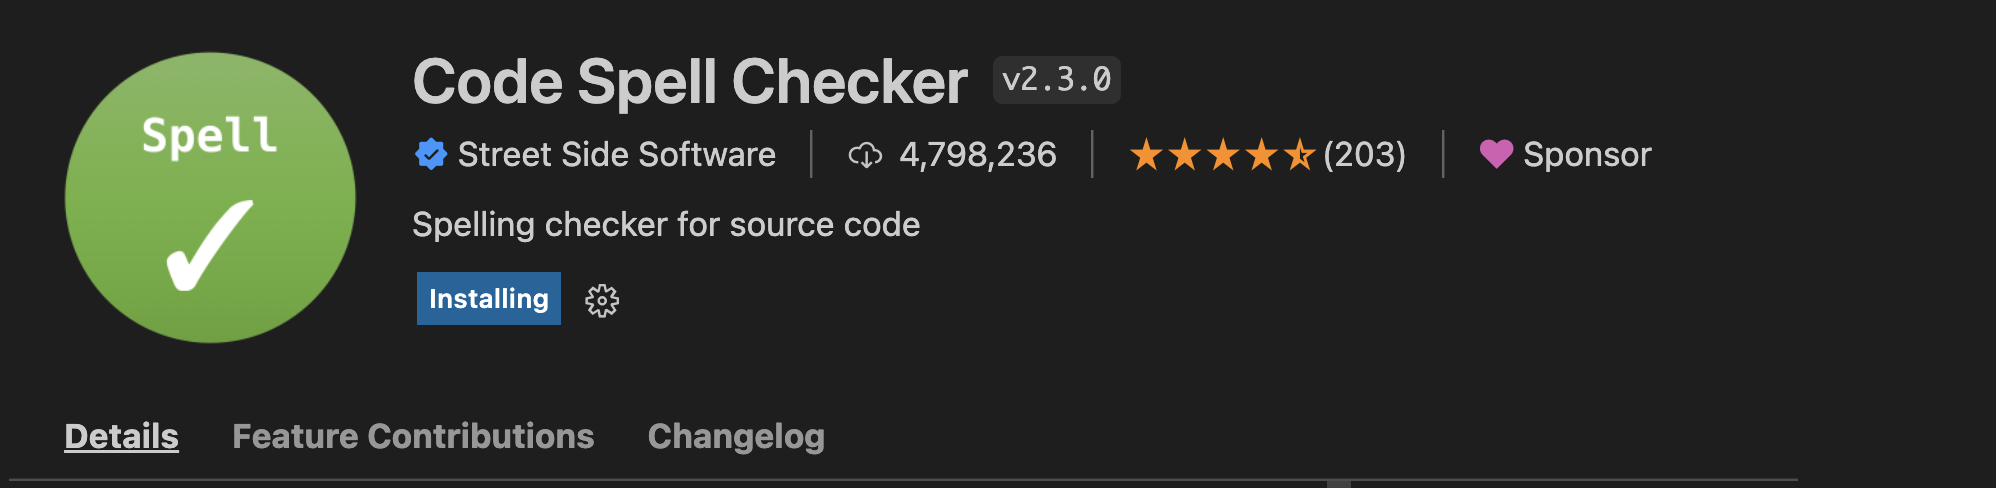 Spell
Code Spell Checker v2.3.0
Street Side Software 4,798,236 (203) Sponsor
Spelling checker for source code
Installing
Details Feature Contributions Changelog